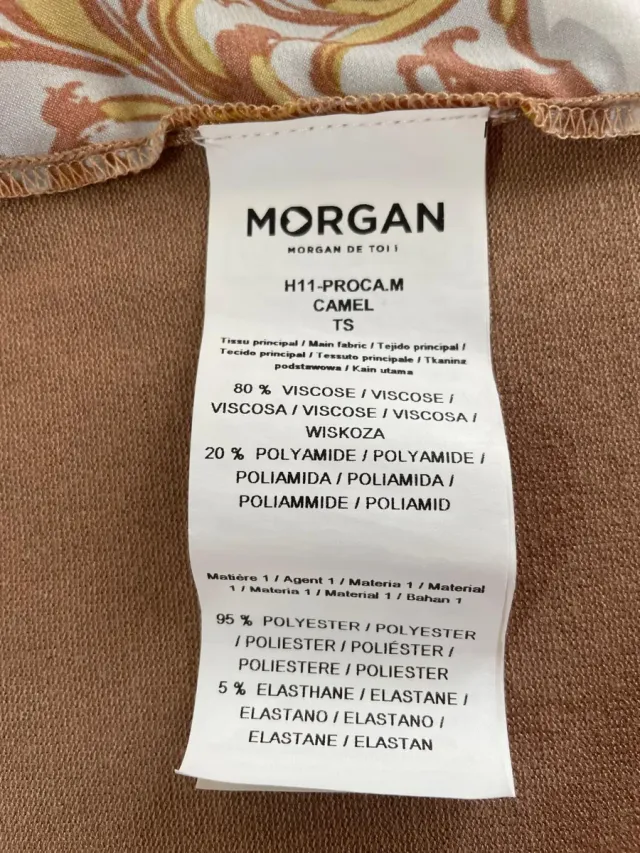 MORGAN
MORGAN DE TOI !
H11-PROCA.M
CAMEL
TS
Tissu principal / Main fabric / Tejido principal /
Tecido principal / Tessuto principale / Tkanina
podstawowa / Kain utama
80 % VISCOSE / VISCOSE /
VISCOSA / VISCOSE / VISCOSA /
WISKOZA
20 % POLYAMIDE / POLYAMIDE /
POLIAMIDA / POLIAMIDA /
POLIAMMIDE / POLIAMID
Matière 1 / Agent 1 / Materia 1 / Material
1 / Materia 1 / Material 1 / Bahan 1
95 % POLYESTER / POLYESTER
/ POLIESTER / POLIÉSTER /
POLIESTERE / POLIESTER
5 % ELASTHANE / ELASTANE /
ELASTANO / ELASTANO /
ELASTANE / ELASTAN